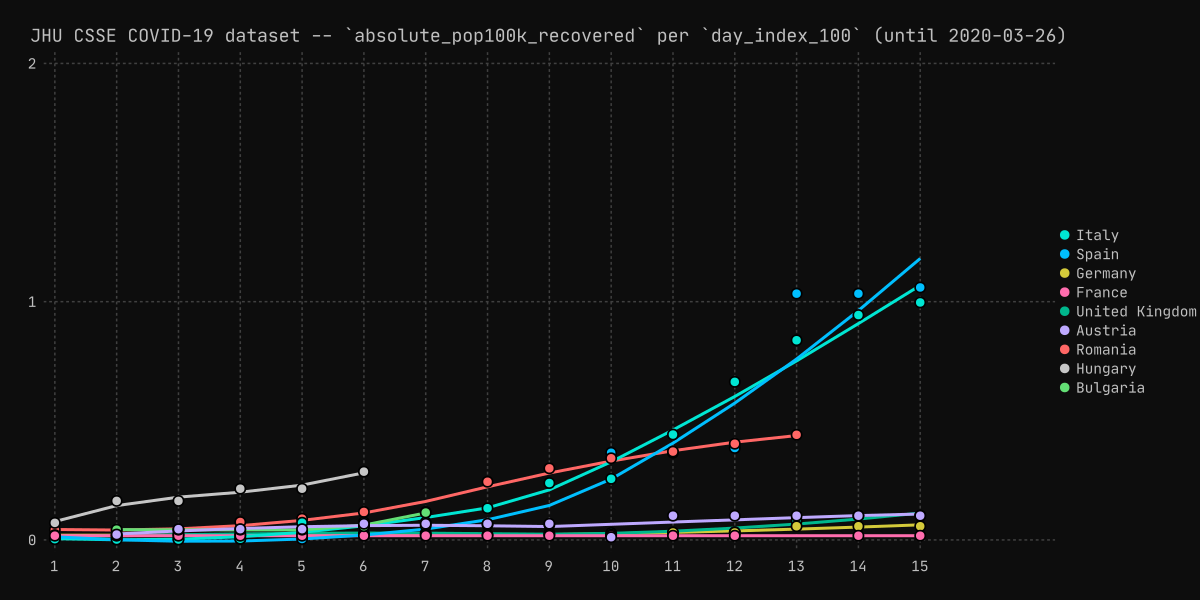 JHU CSSE COVID-19 dataset -- `absolute_pop100k_recovered` per `day_index_100` (until 2020-03-26)
2
1
0
1 2 3 4 5 6 7 8 9 10 11 12 13 14 15
Italy
Spain
Germany
France
United Kingdom
Austria
Romania
Hungary
Bulgaria